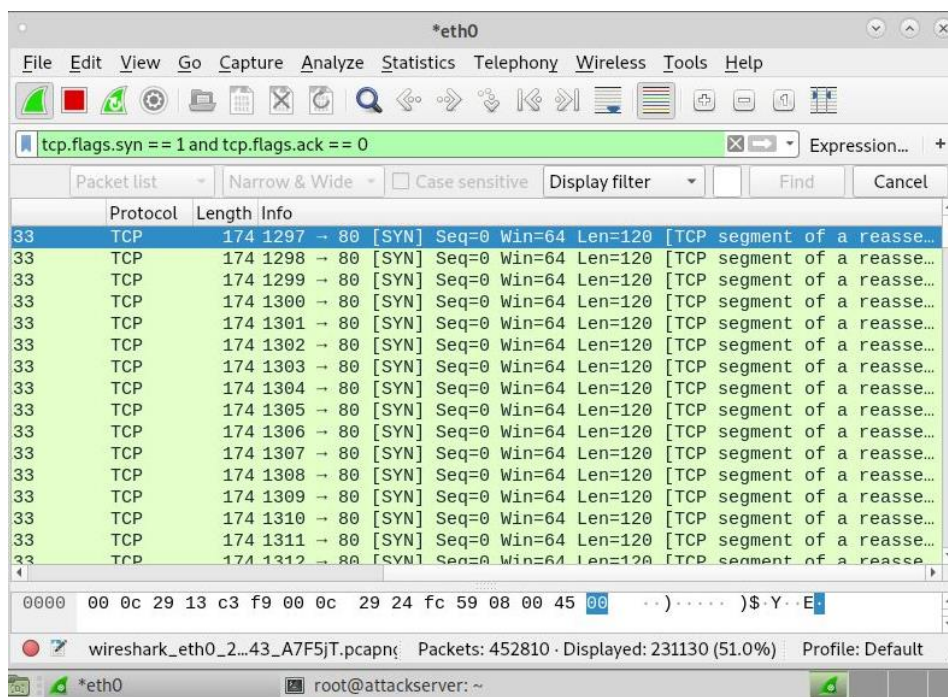 *eth0
File Edit View Go Capture Analyze Statistics Telephony Wireless Tools Help
tcp.flags.syn == 1 and tcp.flags.ack == 0 Expression... +
Packet list Narrow & Wide Case sensitive Display filter Find Cancel
Protocol Length Info
33 TCP 174 1297 → 80 [SYN] Seq=0 Win=64 Len=120 [TCP segment of a reasse…
33 TCP 174 1298 → 80 [SYN] Seq=0 Win=64 Len=120 [TCP segment of a reasse…
33 TCP 174 1299 → 80 [SYN] Seq=0 Win=64 Len=120 [TCP segment of a reasse…
33 TCP 174 1300 → 80 [SYN] Seq=0 Win=64 Len=120 [TCP segment of a reasse…
33 TCP 174 1301 → 80 [SYN] Seq=0 Win=64 Len=120 [TCP segment of a reasse…
33 TCP 174 1302 → 80 [SYN] Seq=0 Win=64 Len=120 [TCP segment of a reasse…
33 TCP 174 1303 → 80 [SYN] Seq=0 Win=64 Len=120 [TCP segment of a reasse…
33 TCP 174 1304 → 80 [SYN] Seq=0 Win=64 Len=120 [TCP segment of a reasse…
33 TCP 174 1305 → 80 [SYN] Seq=0 Win=64 Len=120 [TCP segment of a reasse…
33 TCP 174 1306 → 80 [SYN] Seq=0 Win=64 Len=120 [TCP segment of a reasse…
33 TCP 174 1307 → 80 [SYN] Seq=0 Win=64 Len=120 [TCP segment of a reasse…
33 TCP 174 1308 → 80 [SYN] Seq=0 Win=64 Len=120 [TCP segment of a reasse…
33 TCP 174 1309 → 80 [SYN] Seq=0 Win=64 Len=120 [TCP segment of a reasse…
33 TCP 174 1310 → 80 [SYN] Seq=0 Win=64 Len=120 [TCP segment of a reasse…
33 TCP 174 1311 → 80 [SYN] Seq=0 Win=64 Len=120 [TCP segment of a reasse…
33 TCP 174 1312 → 80 [SYN] Seq=0 Win=64 Len=120 [TCP segment of a reasse…
0000 00 0c 29 13 c3 f9 00 0c 29 24 fc 59 08 00 45 00 ··)····· )$·Y··E·
wireshark_eth0_2…43_A7F5jT.pcapng Packets: 452810 · Displayed: 231130 (51.0%) Profile: Default
*eth0 root@attackserver: ~